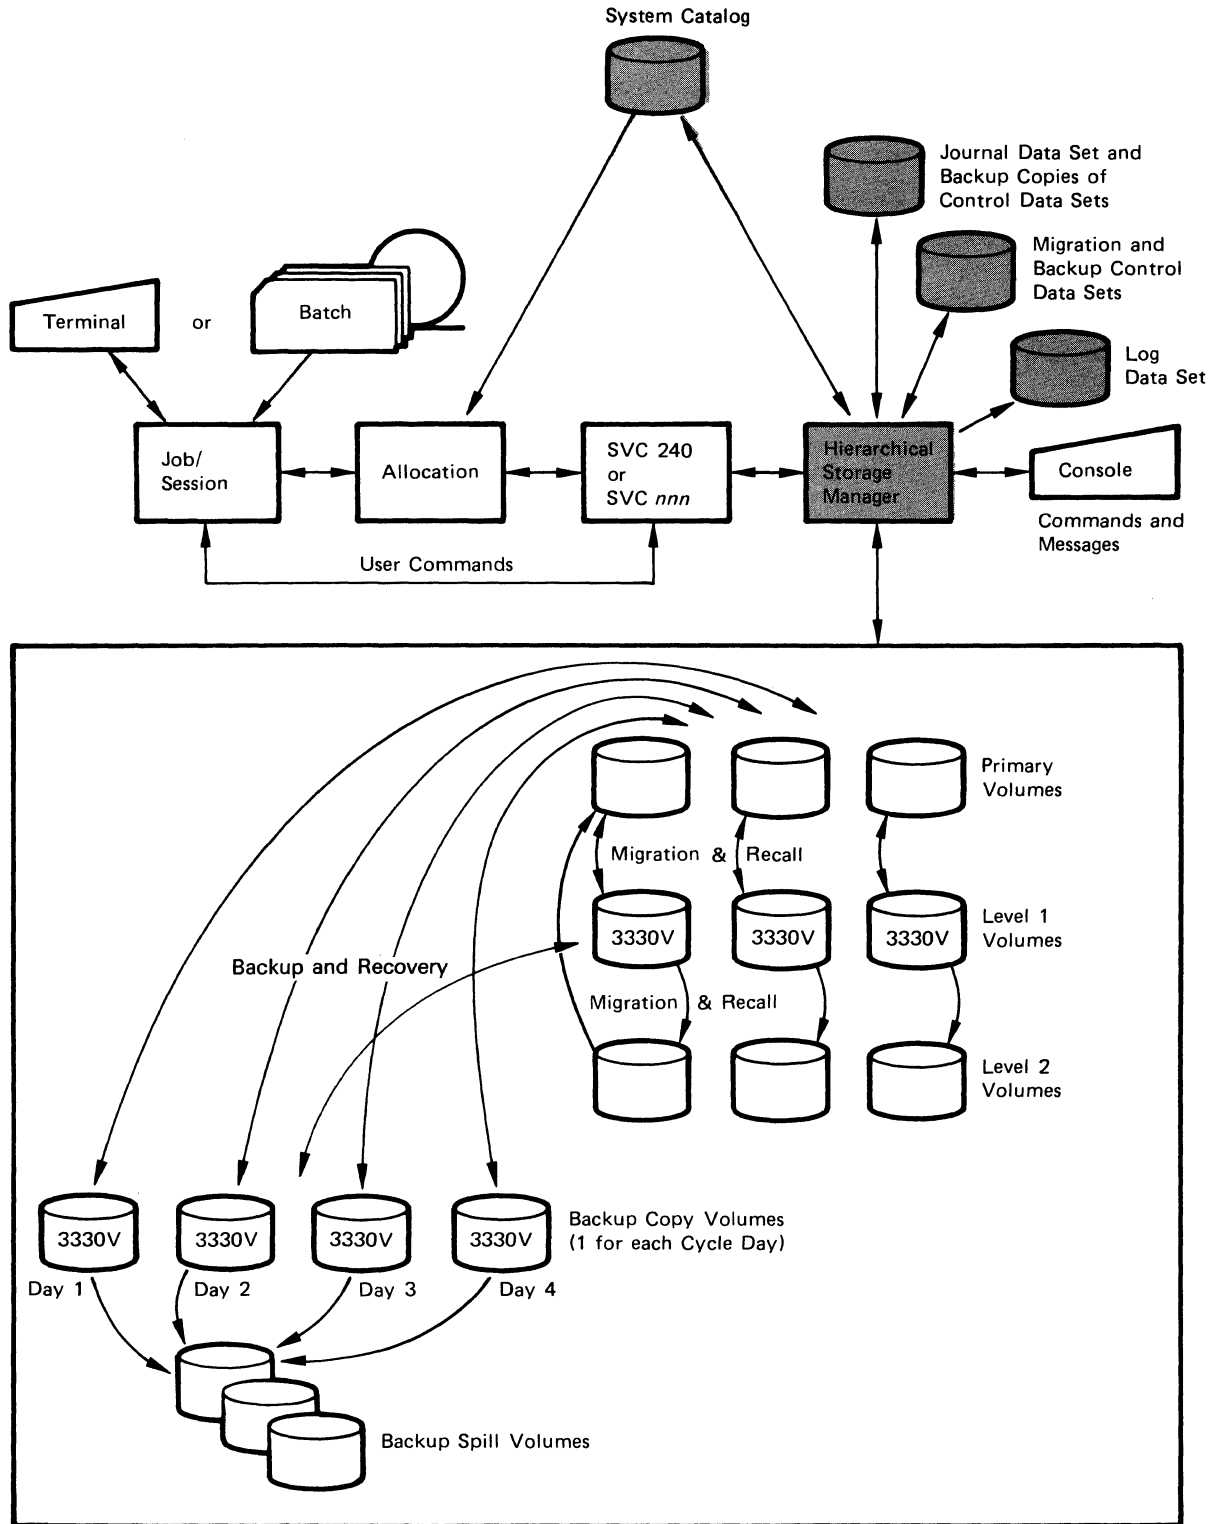 System Catalog
Journal Data Set and
Backup Copies of
Control Data Sets
Migration and
Backup Control
Data Sets
Log
Data Set
Terminal
or
Batch
Job/
Session
Allocation
SVC 240
or
SVC nnn
Hierarchical
Storage
Manager
Console
Commands and
Messages
User Commands
Primary
Volumes
Migration & Recall
Level 1
Volumes
3330V
3330V
3330V
Backup and Recovery
Migration & Recall
Level 2
Volumes
3330V
3330V
3330V
3330V
Backup Copy Volumes
(1 for each Cycle Day)
Day 1
Day 2
Day 3
Day 4
Backup Spill Volumes